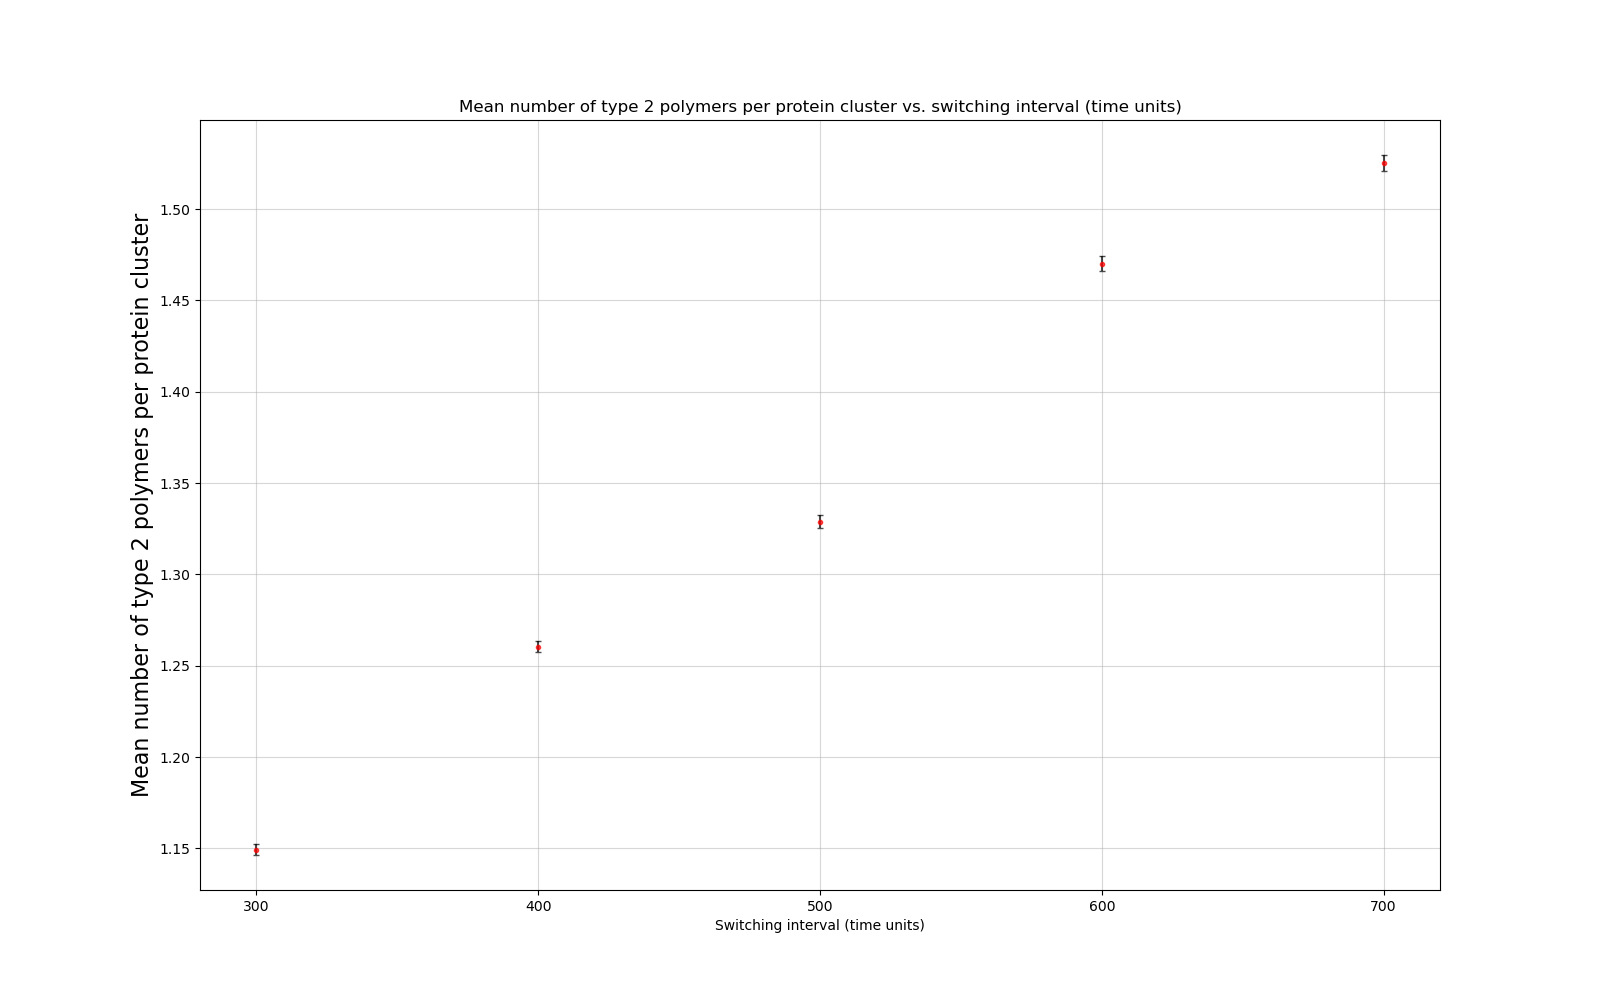 Mean number of type 2 polymers per protein cluster vs. switching interval (time units)
Mean number of type 2 polymers per protein cluster
1.50
1.45
1.40
1.35
1.30
1.25
1.20
1.15
300 400 500 600 700
Switching interval (time units)